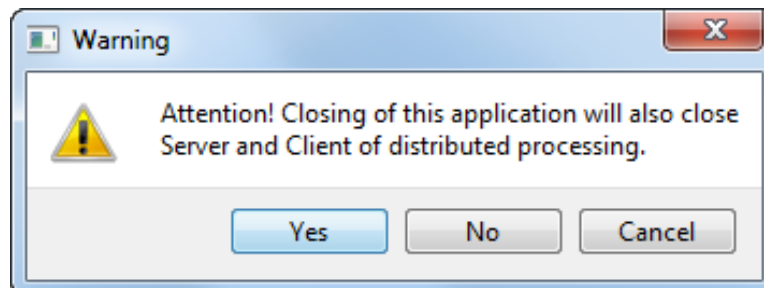 Warning
Attention! Closing of this application will also close
Server and Client of distributed processing.
Yes
No
Cancel